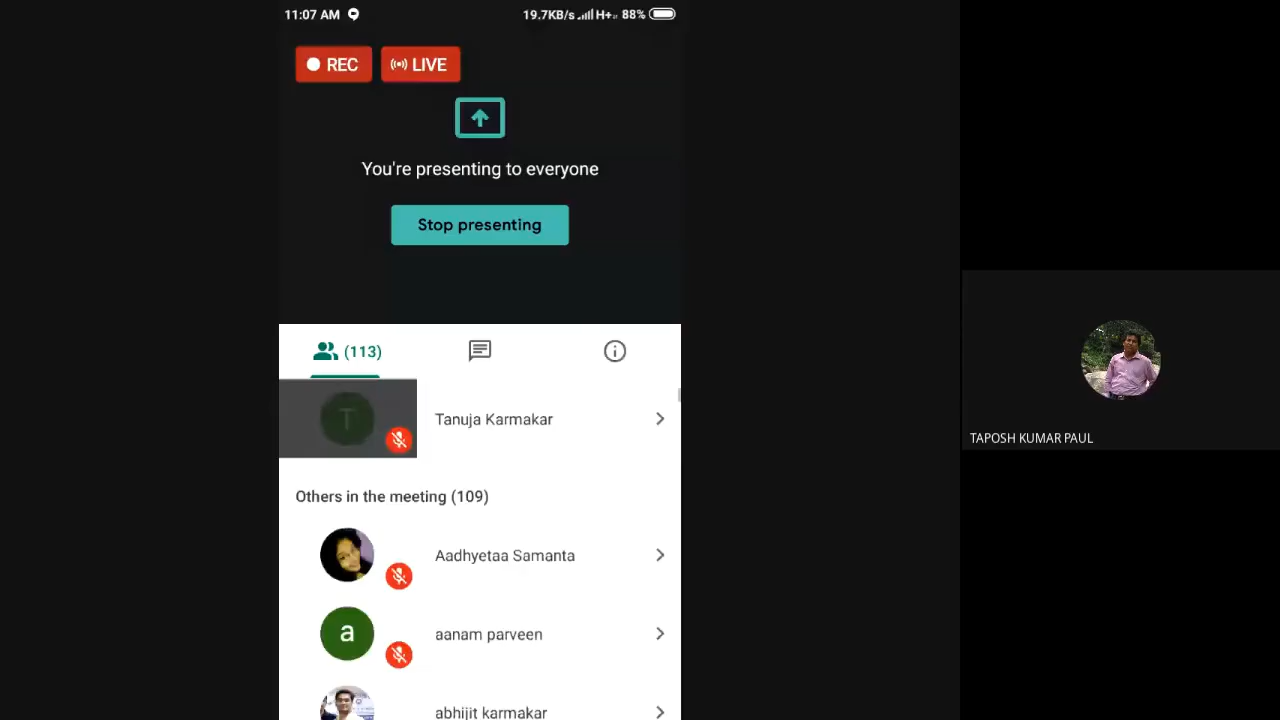 11:07 AM 19.7KB/s H+ 88%
REC LIVE
You're presenting to everyone
Stop presenting
(113)
T Tanuja Karmakar
Others in the meeting (109)
Aadhyetaa Samanta
a aanam parveen
abhijit karmakar
TAPOSH KUMAR PAUL